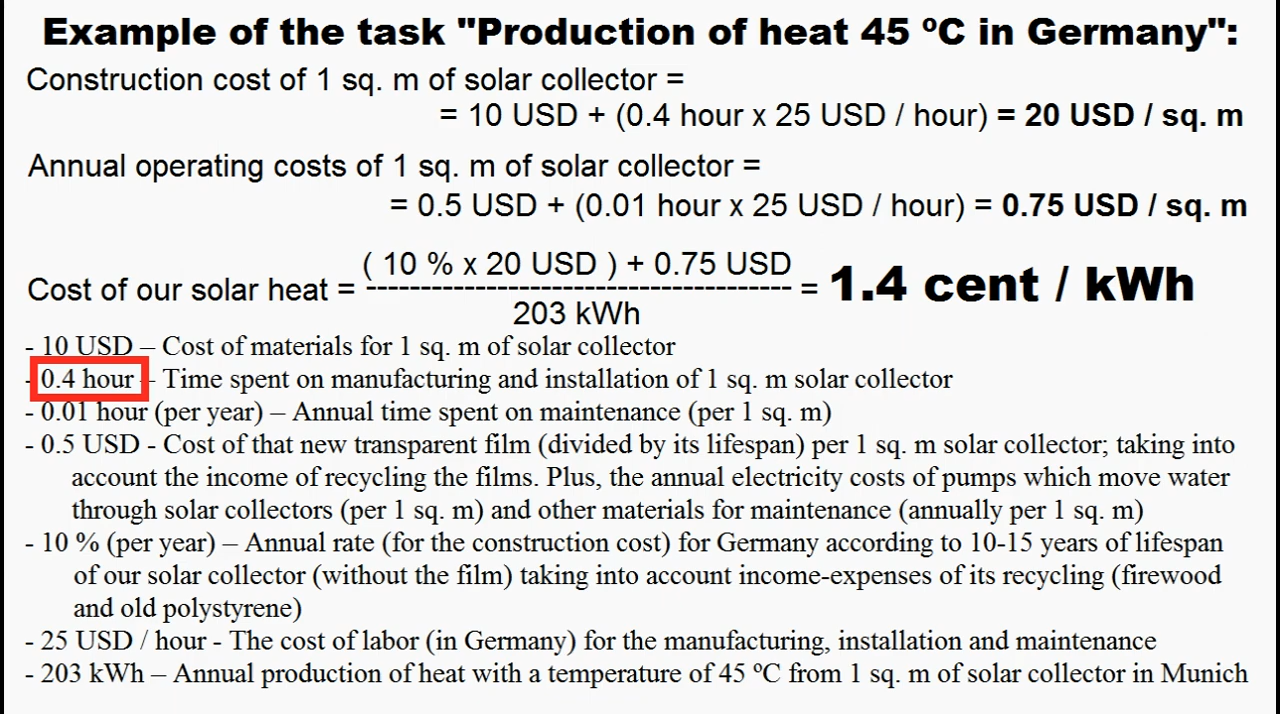 Example of the task "Production of heat 45 ºC in Germany":
Construction cost of 1 sq. m of solar collector =
= 10 USD + (0.4 hour x 25 USD / hour) = 20 USD / sq. m
Annual operating costs of 1 sq. m of solar collector =
= 0.5 USD + (0.01 hour x 25 USD / hour) = 0.75 USD / sq. m
( 10 % x 20 USD ) + 0.75 USD
Cost of our solar heat = --------------------------------------- = 1.4 cent / kWh
203 kWh
- 10 USD – Cost of materials for 1 sq. m of solar collector
- 0.4 hour – Time spent on manufacturing and installation of 1 sq. m solar collector
- 0.01 hour (per year) – Annual time spent on maintenance (per 1 sq. m)
- 0.5 USD - Cost of that new transparent film (divided by its lifespan) per 1 sq. m solar collector; taking into
account the income of recycling the films. Plus, the annual electricity costs of pumps which move water
through solar collectors (per 1 sq. m) and other materials for maintenance (annually per 1 sq. m)
- 10 % (per year) – Annual rate (for the construction cost) for Germany according to 10-15 years of lifespan
of our solar collector (without the film) taking into account income-expenses of its recycling (firewood
and old polystyrene)
- 25 USD / hour - The cost of labor (in Germany) for the manufacturing, installation and maintenance
- 203 kWh – Annual production of heat with a temperature of 45 ºC from 1 sq. m of solar collector in Munich